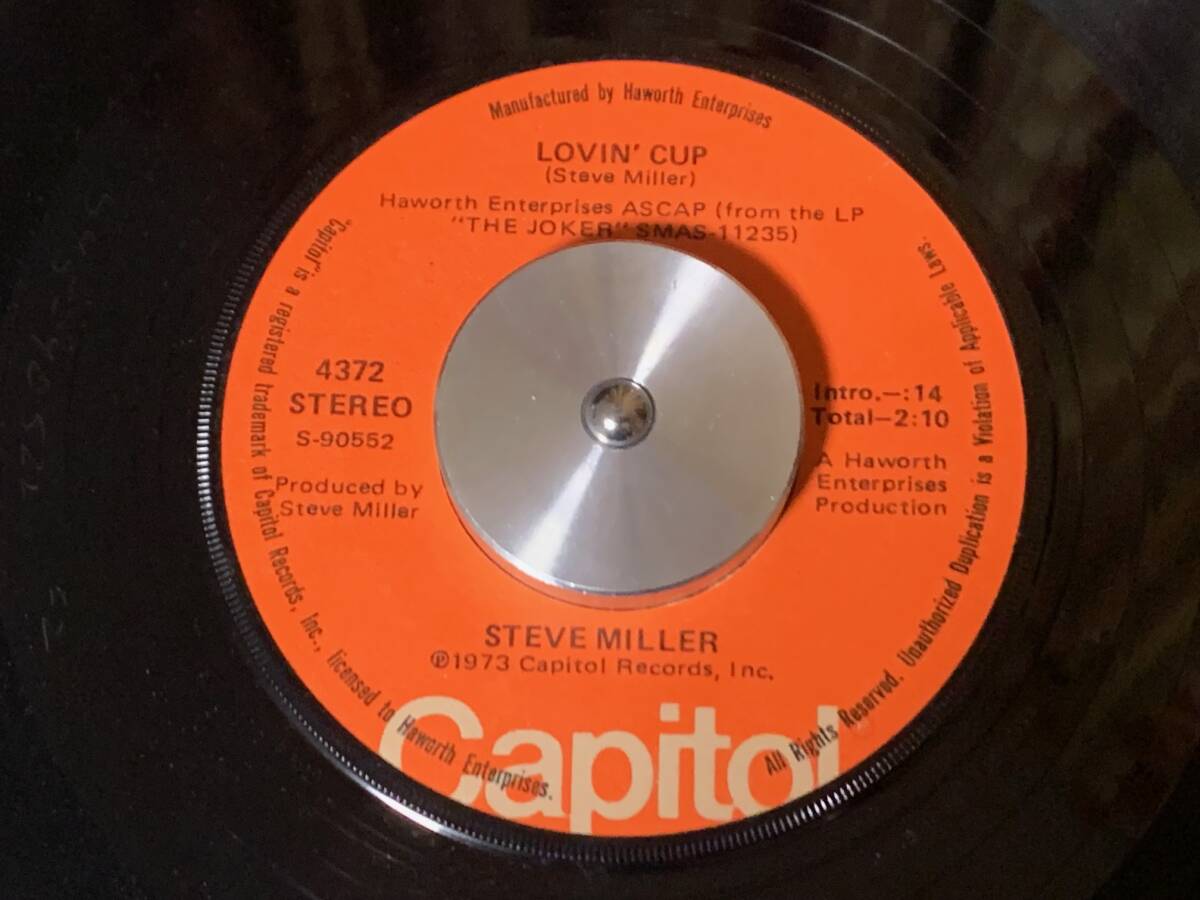 Manufactured by Haworth Enterprises
LOVIN' CUP
(Steve Miller)
Haworth Enterprises ASCAP (from the LP
"THE JOKER" SMAS-11235)
4372
STEREO
S-90552
Produced by
Steve Miller
Intro.—:14
Total—2:10
A Haworth
Enterprises
Production
STEVE MILLER
℗1973 Capitol Records, Inc.
Capitol
"Capitol" is a registered trademark of Capitol Records, Inc., licensed to Haworth Enterprises.
All Rights Reserved. Unauthorized Duplication is a Violation of Applicable Laws.